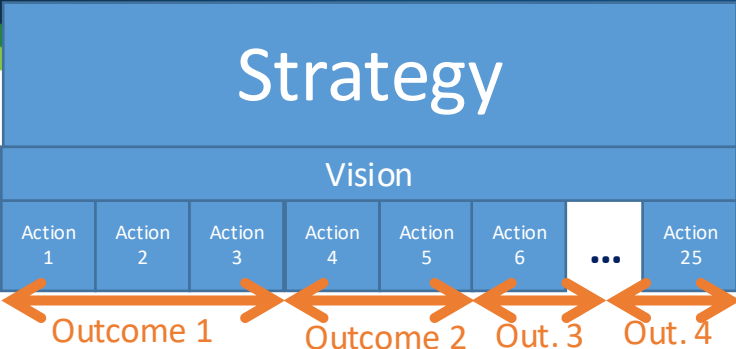 Strategy
Vision
Action
1
Action
2
Action
3
Action
4
Action
5
Action
6
...
Action
25
Outcome 1
Outcome 2
Out. 3
Out. 4